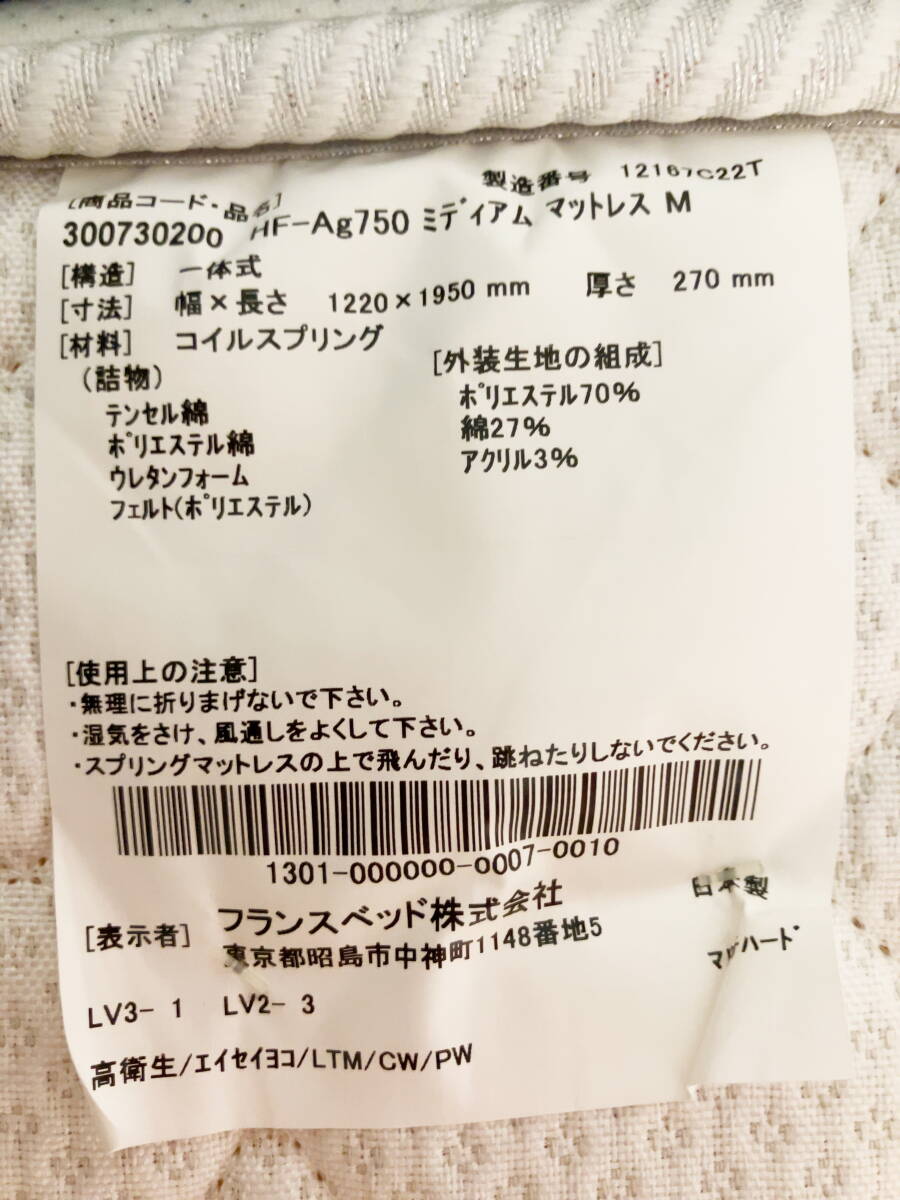 製造番号 12167C22T
[商品コード・品名]
300730200 HF-Ag750 ミディアム マットレス M
[構造] 一体式
[寸法] 幅×長さ 1220×1950 mm 厚さ 270 mm
[材料] コイルスプリング
(詰物)
テンセル綿
ポリエステル綿
ウレタンフォーム
フェルト(ポリエステル)
[外装生地の組成]
ポリエステル70%
綿27%
アクリル3%
[使用上の注意]
・無理に折りまげないで下さい。
・湿気をさけ、風通しをよくして下さい。
・スプリングマットレスの上で飛んだり、跳ねたりしないでください。
1301-000000-0007-0010
[表示者] フランスベッド株式会社
東京都昭島市中神町1148番地5
日本製
LV3- 1 LV2- 3
高衛生/エイセイヨコ/LTM/CW/PW